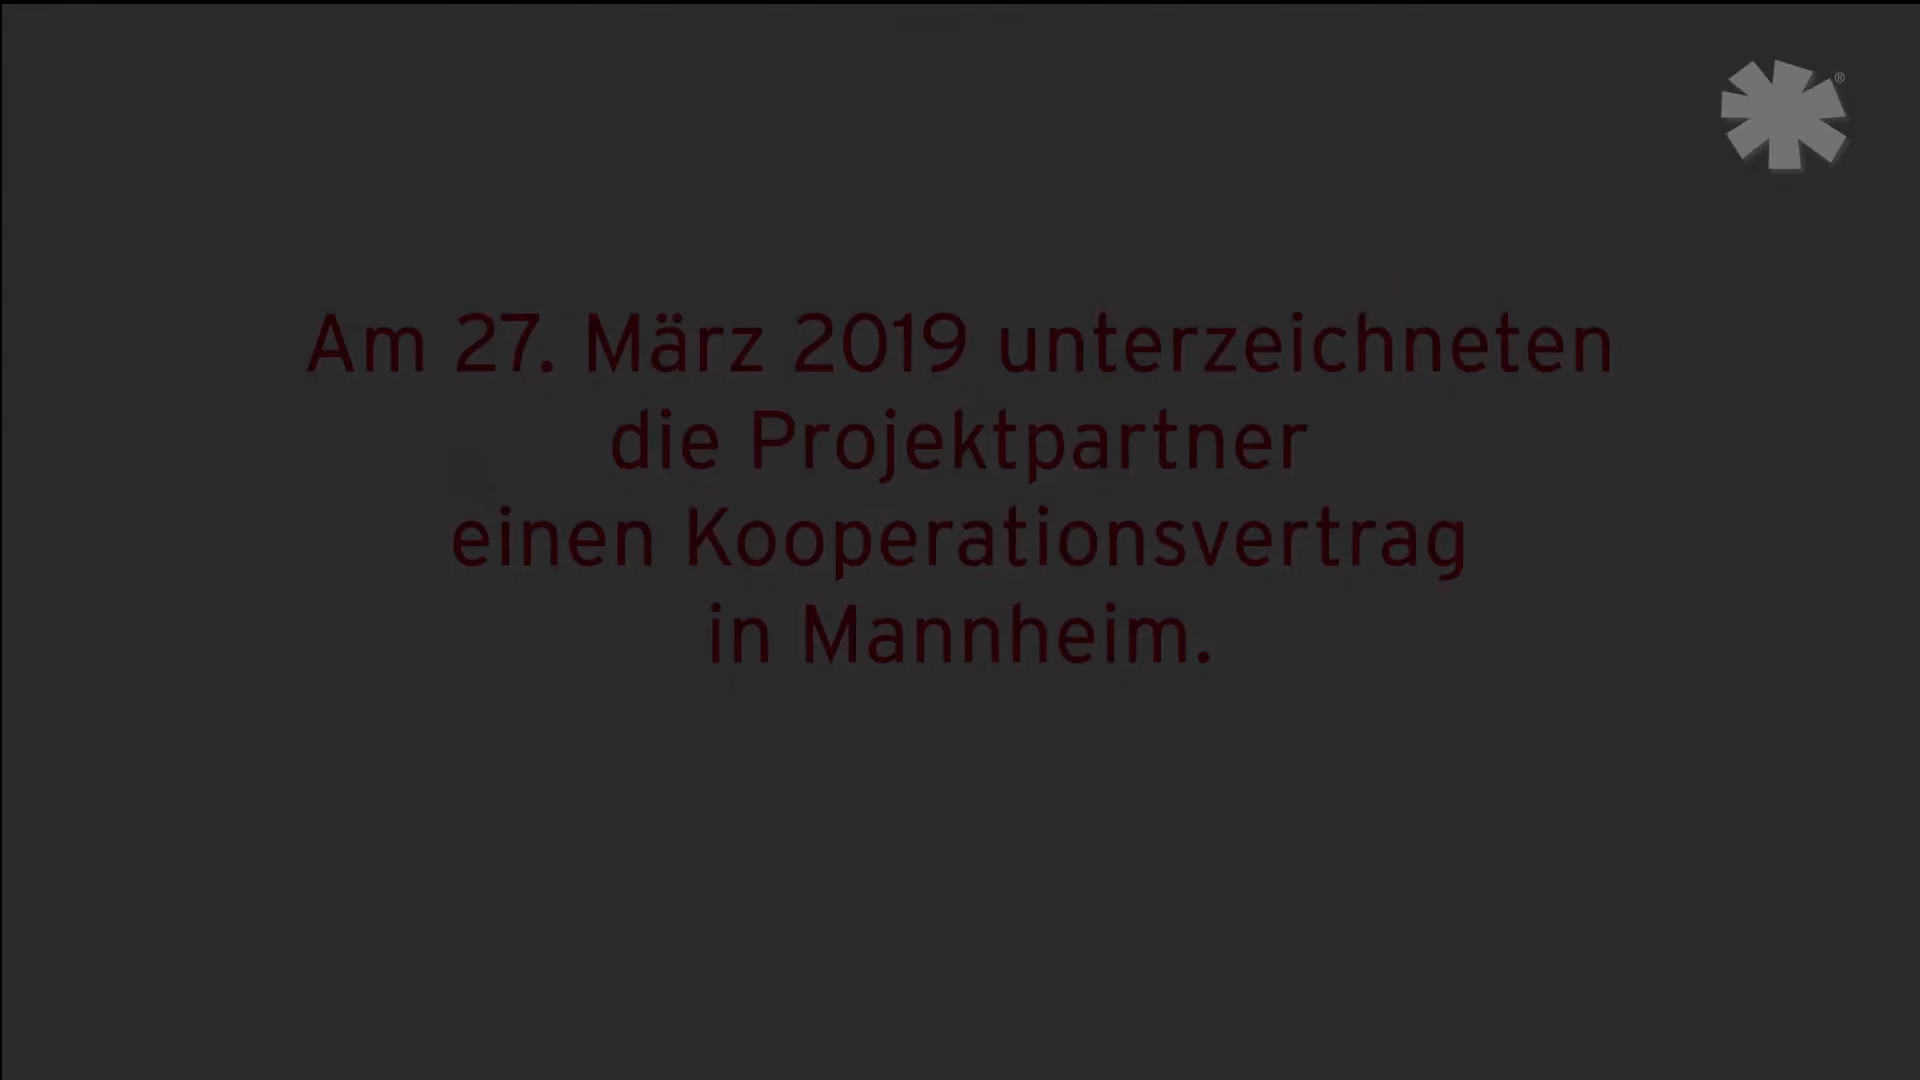 Am 27. März 2019 unterzeichneten
die Projektpartner
einen Kooperationsvertrag
in Mannheim.
®